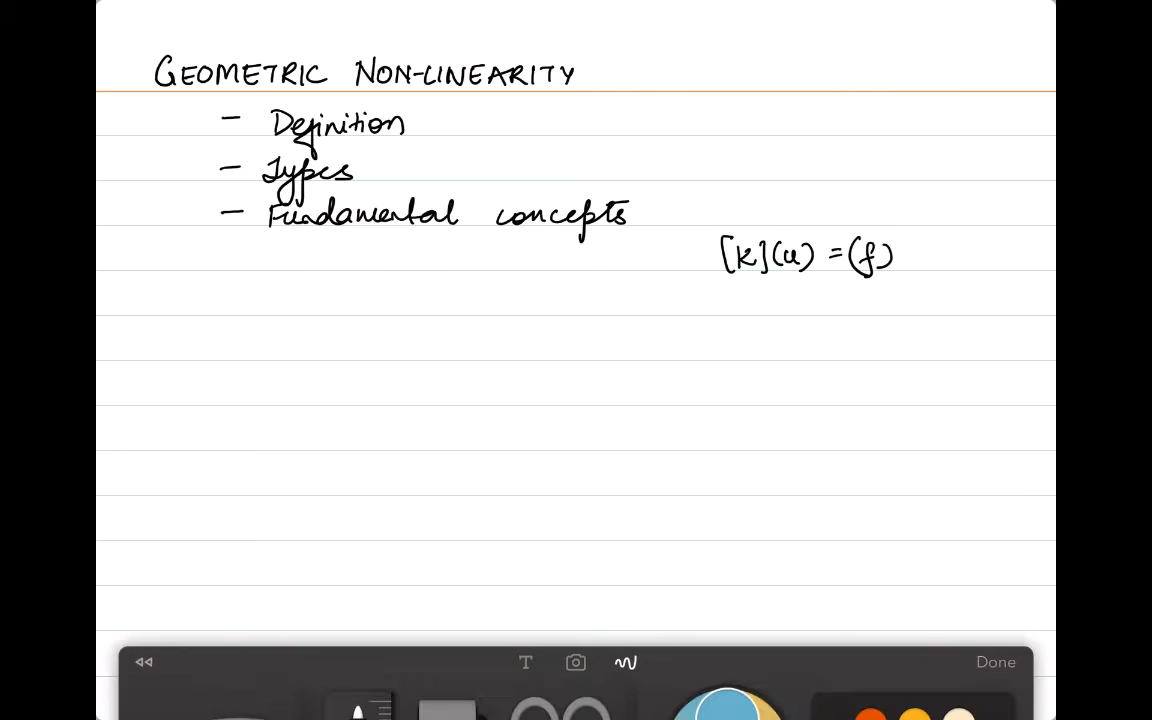 GEOMETRIC NON-LINEARITY
- Definition
- Types
- Fundamental concepts
[K](u) = (f)
T
Done